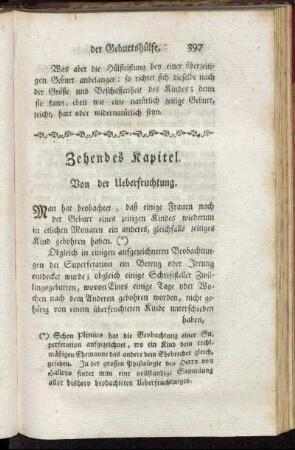 der Geburtshülfe. 397
Was aber die Hülfleistung bey einer überzeiti-
gen Geburt anbelanget: so richtet sich dieselbe nach
der Größe und Beschaffenheit des Kindes; denn
sie kann, eben wie eine natürlich zeitige Geburt,
leicht, hart oder widernatürlich seyn.
Zehendes Kapitel.
Von der Ueberfruchtung.
Man hat beobachtet, daß einige Frauen nach
der Geburt eines zeitigen Kindes wiederum
in etlichen Monaten ein anderes, gleichfalls zeitiges
Kind gebohren haben. (*)
Obgleich in einigen aufgezeichneten Beobachtun-
gen der Superfetation ein Betrug oder Irrung
entdecket wurde; obgleich einige Schriftsteller Zwil-
lingsgeburten, wovon Eines einige Tage oder Wo-
chen nach dem Anderen gebohren worden, nicht ge-
hörig von einem überfruchteten Kinde unterschieden
haben,
(*) Schon Plinius hat die Beobachtung einer Su-
perfetation aufgezeichnet, wo ein Kind dem recht-
mäßigen Ehemanne das andere dem Ehebrecher gleich
gesehen. In der großen Phisiologie des Herrn von
Hallers findet man eine vollständige Sammlung
aller bishero beobachteten Ueberfruchtungen.